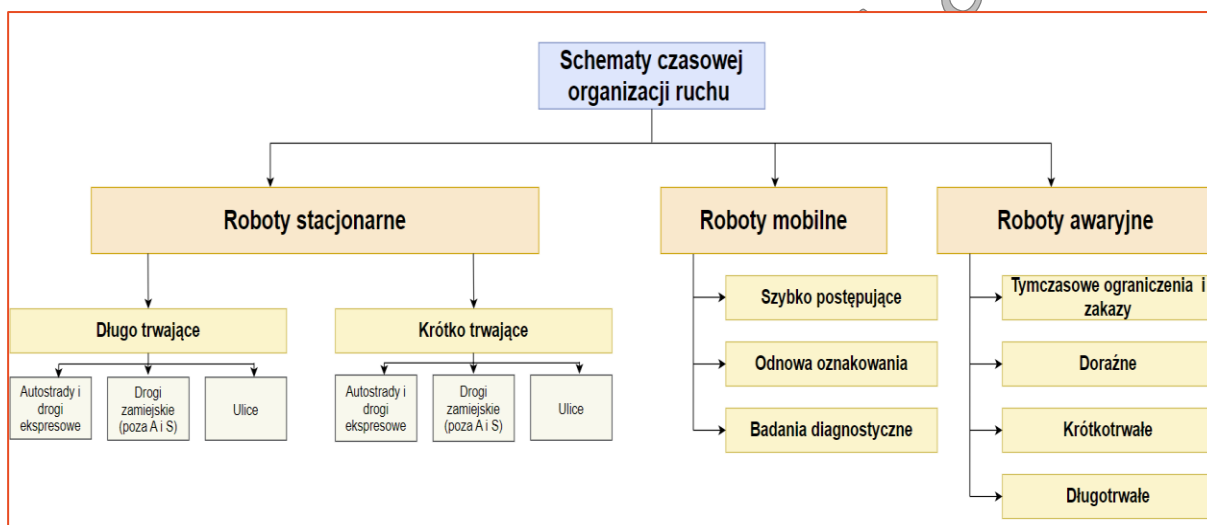 Schematy czasowej
organizacji ruchu
Roboty stacjonarne
Roboty mobilne
Roboty awaryjne
Długo trwające
Krótko trwające
Autostrady i
drogi
ekspresowe
Drogi
zamiejskie
(poza A i S)
Ulice
Autostrady i
drogi
ekspresowe
Drogi
zamiejskie
(poza A i S)
Ulice
Szybko postępujące
Odnowa oznakowania
Badania diagnostyczne
Tymczasowe ograniczenia i
zakazy
Doraźne
Krótkotrwałe
Długotrwałe